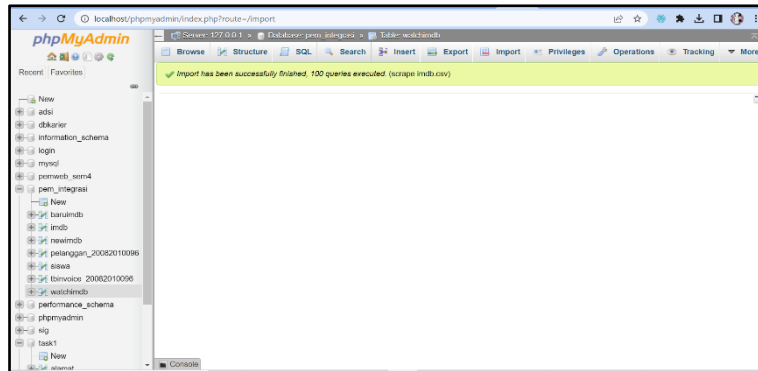 localhost/phpmyadmin/index.php?route=/import
phpMyAdmin
Recent Favorites
New
adsi
dbkarier
information_schema
login
mysql
pemweb_sem4
pem_integrasi
New
baruimdb
imdb
newimdb
pelanggan_20082010096
siswa
tbinvoice_20082010096
watchimdb
performance_schema
phpmyadmin
sig
task1
New
alamat
Server: 127.0.0.1 » Database: pem_integrasi » Table: watchimdb
Browse Structure SQL Search Insert Export Import Privileges Operations Tracking More
Import has been successfully finished, 100 queries executed. (scrape imdb.csv)
Console